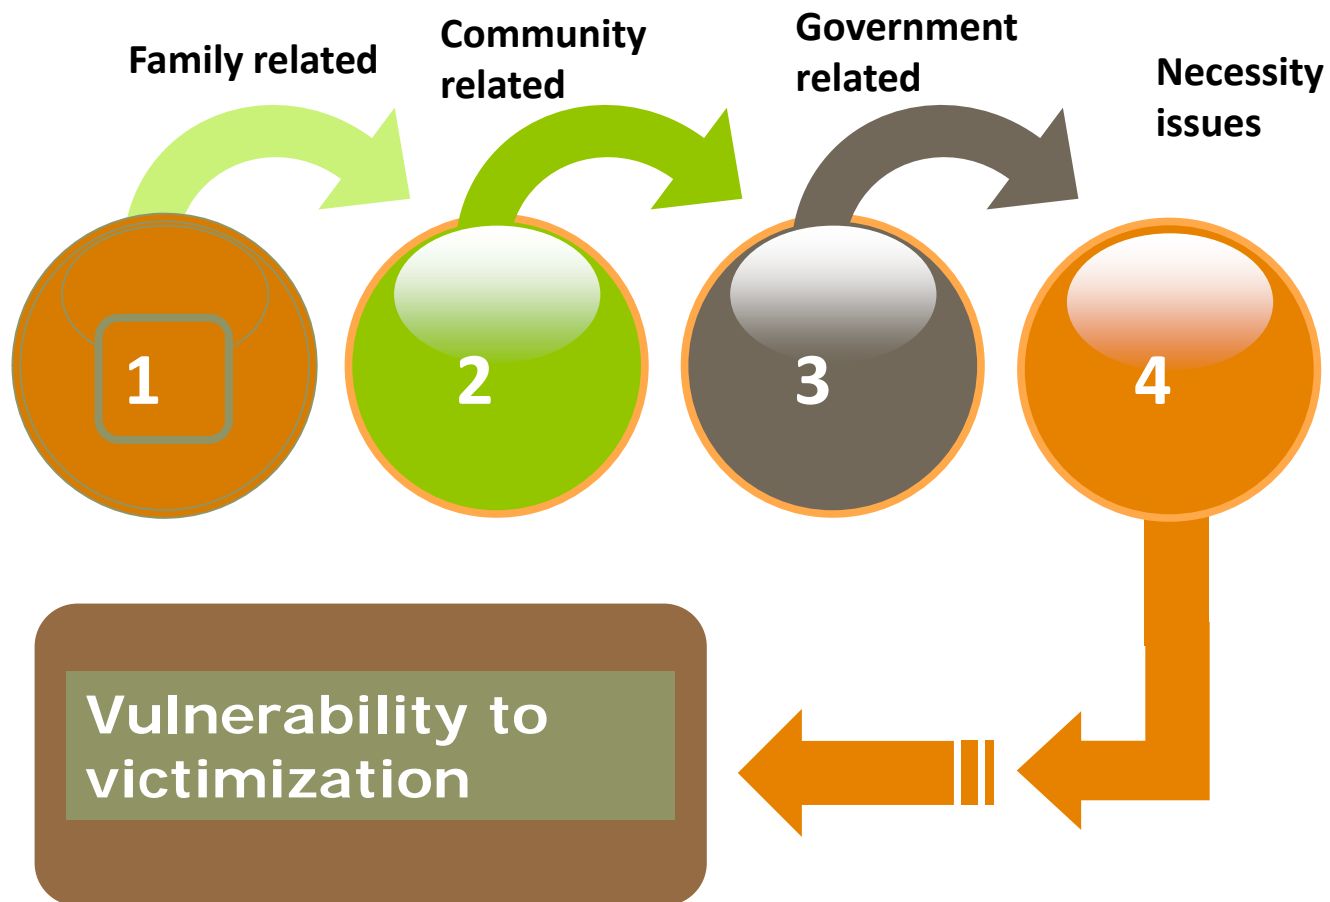 Family related
Community
related
Government
related
Necessity
issues
1
2
3
4
Vulnerability to
victimization